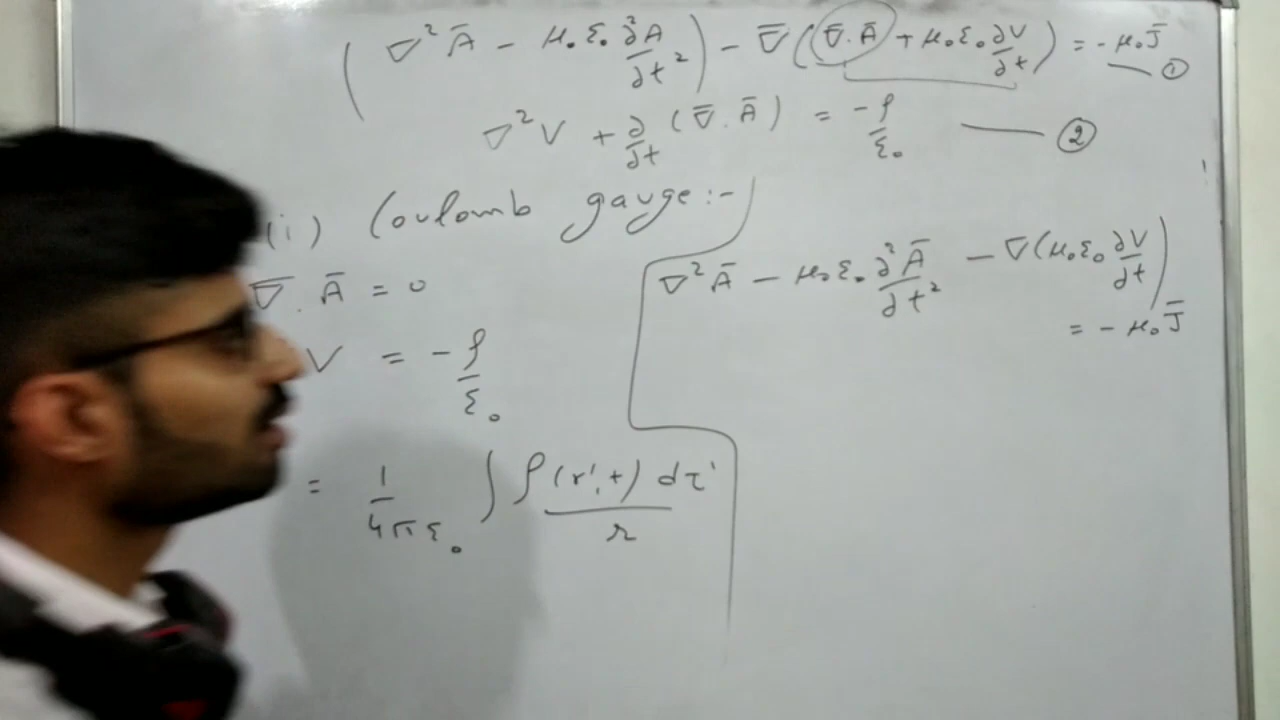 (∇²Ā - μ₀ε₀ ∂²A/∂t²) - ∇̄(∇̄.Ā + μ₀ε₀ ∂V/∂t) = -μ₀J̄ — ①
∇²V + ∂/∂t (∇̄.Ā) = -ρ/ε₀ — ②
(i) Coulomb gauge:-
∇̄.Ā = 0
V = -ρ/ε₀
= 1/4πε₀ ∫ ρ(r',t) dτ'/r
∇²Ā - μ₀ε₀ ∂²Ā/∂t² - ∇(μ₀ε₀ ∂V/∂t)
= -μ₀J̄